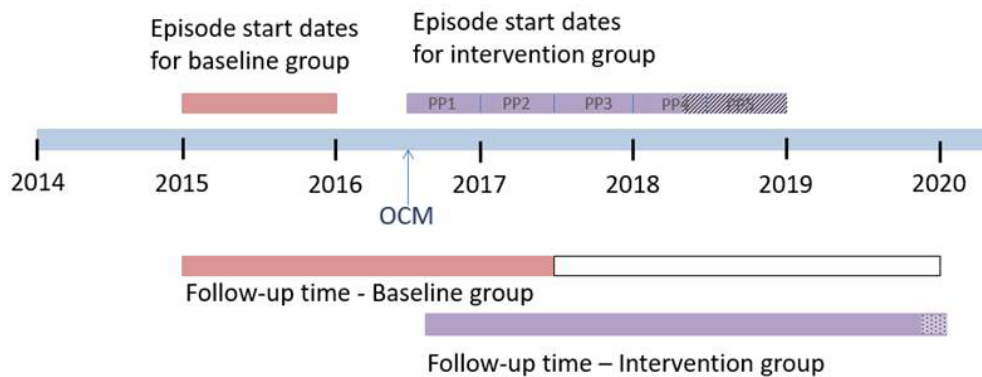 Episode start dates
for baseline group
Episode start dates
for intervention group
PP1 PP2 PP3 PP4 PP5
2014 2015 2016 2017 2018 2019 2020
OCM
Follow-up time - Baseline group
Follow-up time – Intervention group